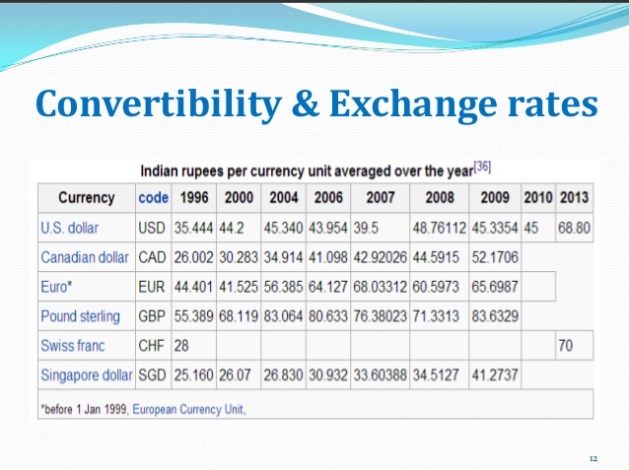 Convertibility & Exchange rates
Indian rupees per currency unit averaged over the year[36]
Currency code 1996 2000 2004 2006 2007 2008 2009 2010 2013
U.S. dollar USD 35.444 44.2 45.340 43.954 39.5 48.76112 45.3354 45 68.80
Canadian dollar CAD 26.002 30.283 34.914 41.098 42.92026 44.5915 52.1706
Euro* EUR 44.401 41.525 56.385 64.127 68.03312 60.5973 65.6987
Pound sterling GBP 55.389 68.119 83.064 80.633 76.38023 71.3313 83.6329
Swiss franc CHF 28 70
Singapore dollar SGD 25.160 26.07 26.830 30.932 33.60388 34.5127 41.2737
*before 1 Jan 1999, European Currency Unit,
12